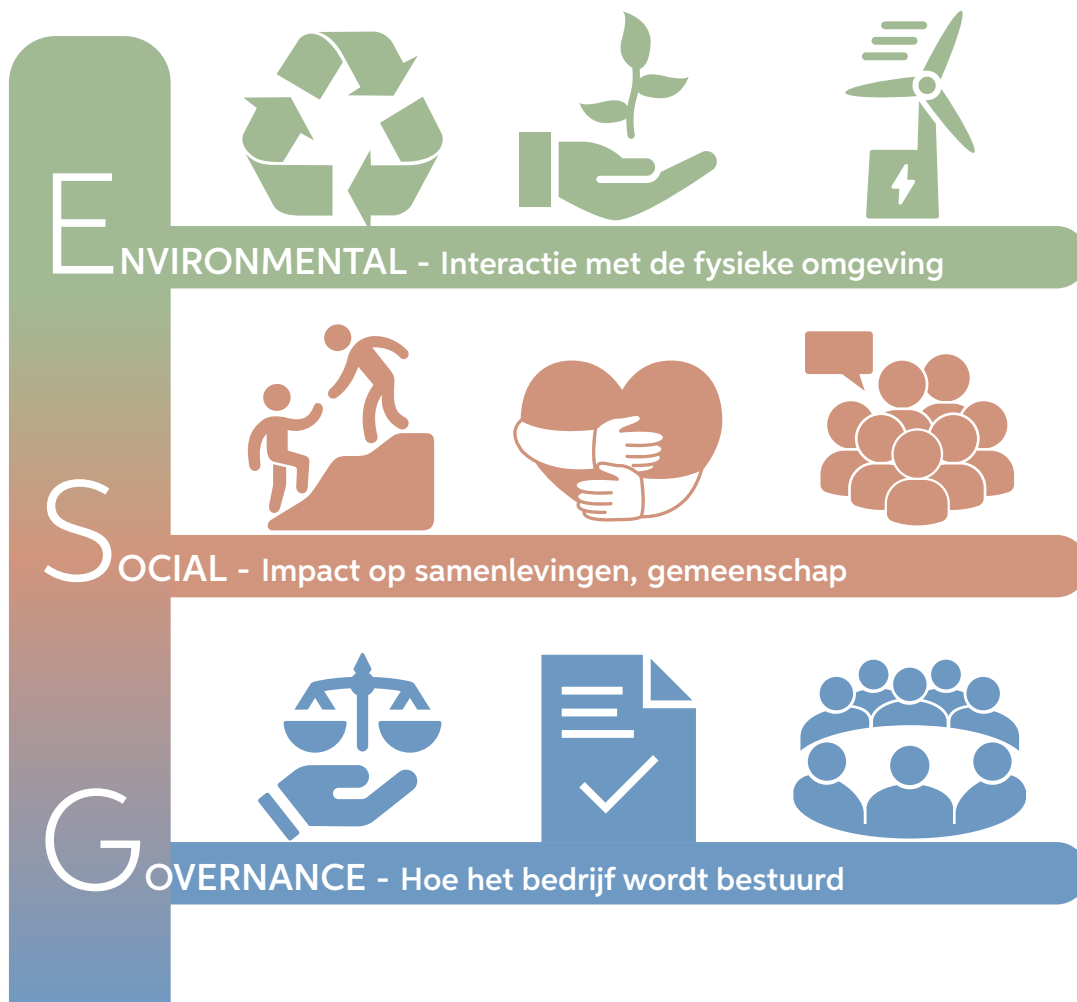 ENVIRONMENTAL - Interactie met de fysieke omgeving
SOCIAL - Impact op samenlevingen, gemeenschap
GOVERNANCE - Hoe het bedrijf wordt bestuurd